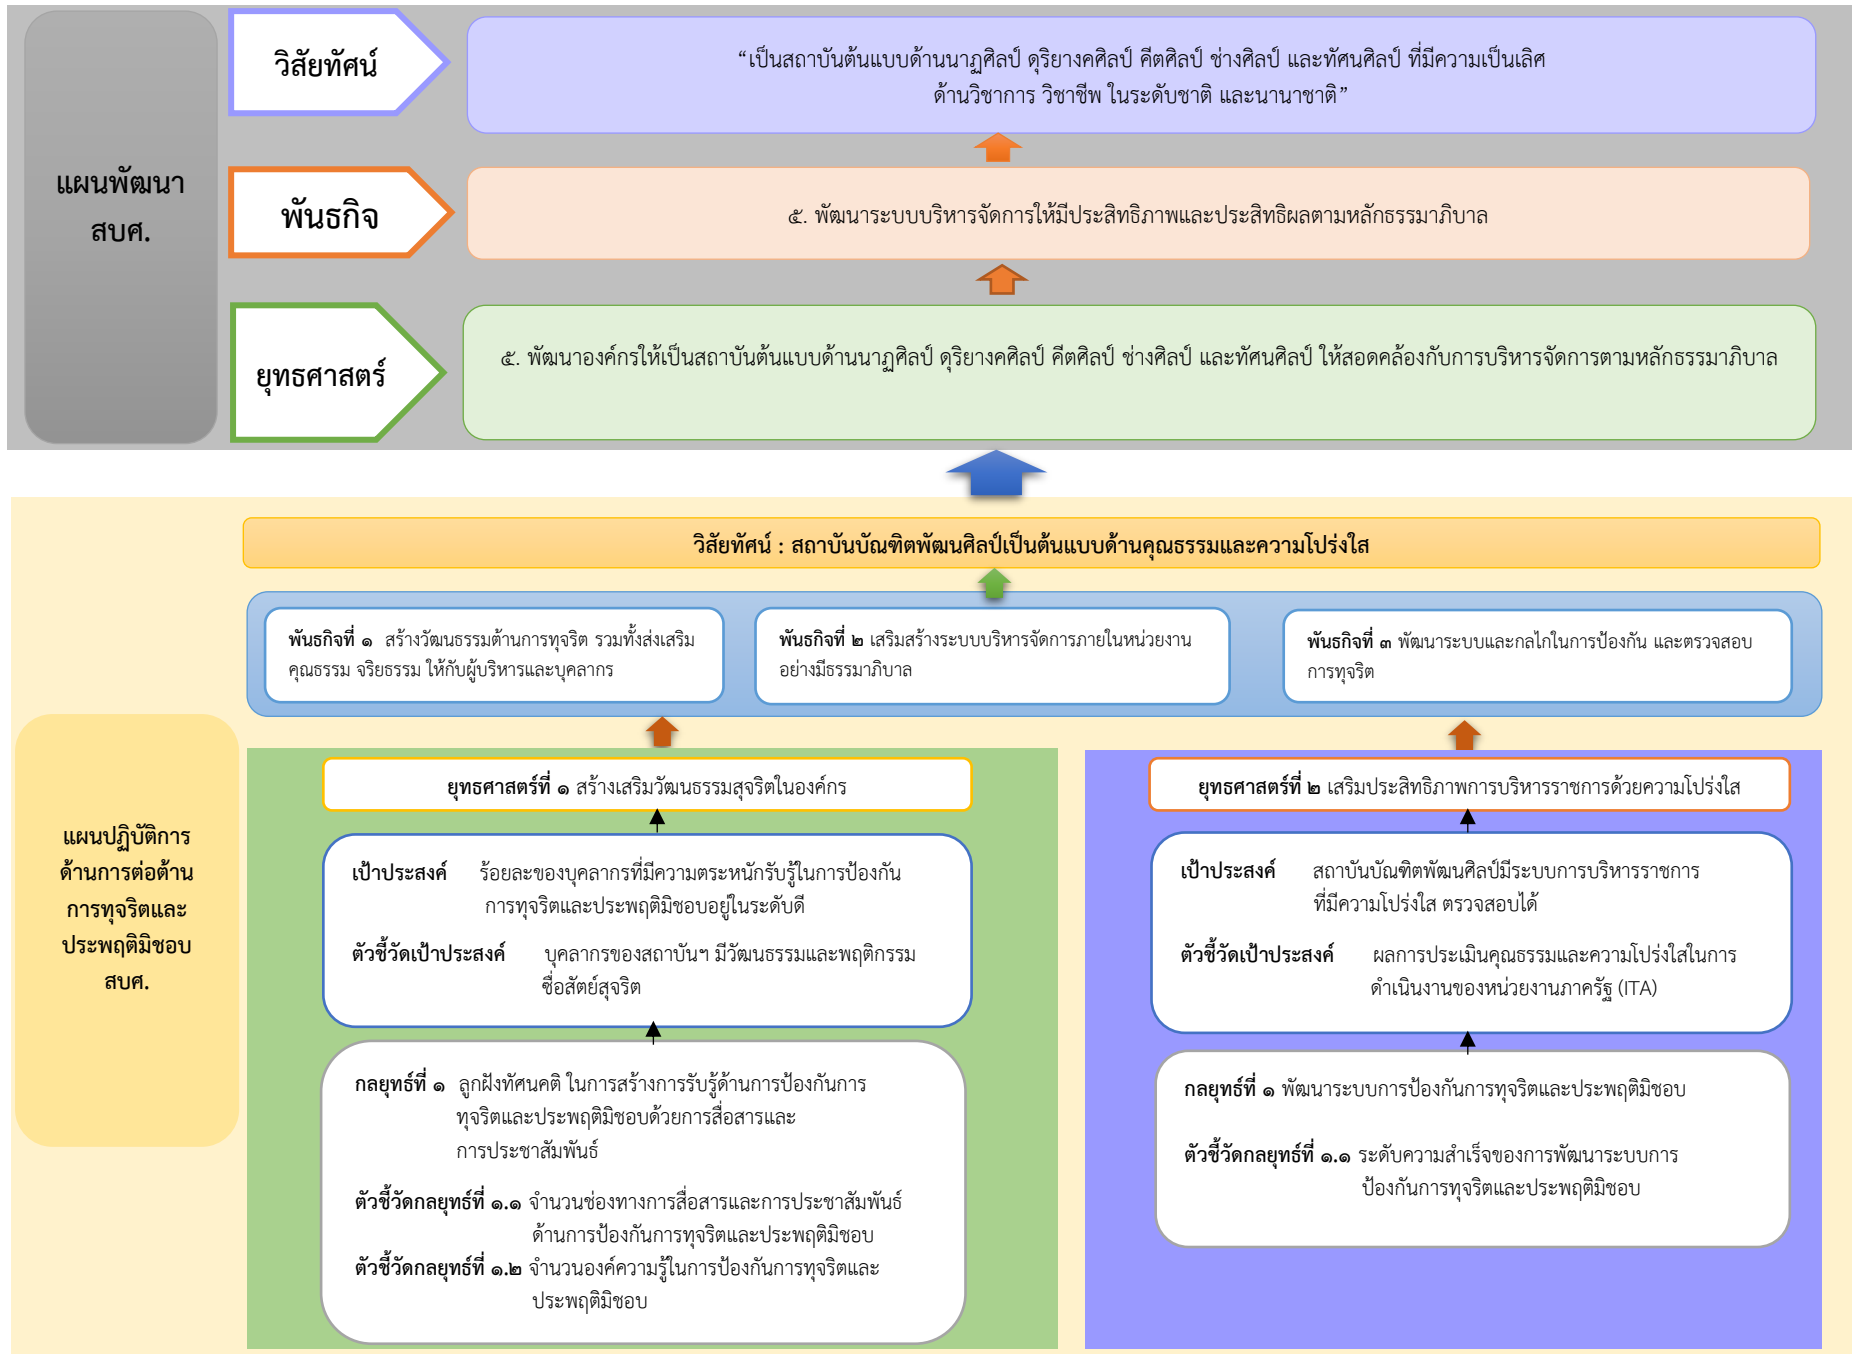 แผนพัฒนา
สบศ.
วิสัยทัศน์
“เป็นสถาบันต้นแบบด้านนาฏศิลป์ ดุริยางคศิลป์ คีตศิลป์ ช่างศิลป์ และทัศนศิลป์ ที่มีความเป็นเลิศ
ด้านวิชาการ วิชาชีพ ในระดับชาติ และนานาชาติ”
พันธกิจ
๕. พัฒนาระบบบริหารจัดการให้มีประสิทธิภาพและประสิทธิผลตามหลักธรรมาภิบาล
ยุทธศาสตร์
๕. พัฒนาองค์กรให้เป็นสถาบันต้นแบบด้านนาฏศิลป์ ดุริยางคศิลป์ คีตศิลป์ ช่างศิลป์ และทัศนศิลป์ ให้สอดคล้องกับการบริหารจัดการตามหลักธรรมาภิบาล
แผนปฏิบัติการ
ด้านการต่อต้าน
การทุจริตและ
ประพฤติมิชอบ
สบศ.
วิสัยทัศน์ : สถาบันบัณฑิตพัฒนศิลป์เป็นต้นแบบด้านคุณธรรมและความโปร่งใส
พันธกิจที่ ๑ สร้างวัฒนธรรมต้านการทุจริต รวมทั้งส่งเสริม
คุณธรรม จริยธรรม ให้กับผู้บริหารและบุคลากร
พันธกิจที่ ๒ เสริมสร้างระบบบริหารจัดการภายในหน่วยงาน
อย่างมีธรรมาภิบาล
พันธกิจที่ ๓ พัฒนาระบบและกลไกในการป้องกัน และตรวจสอบ
การทุจริต
ยุทธศาสตร์ที่ ๑ สร้างเสริมวัฒนธรรมสุจริตในองค์กร
เป้าประสงค์ ร้อยละของบุคลากรที่มีความตระหนักรับรู้ในการป้องกัน
การทุจริตและประพฤติมิชอบอยู่ในระดับดี
ตัวชี้วัดเป้าประสงค์ บุคลากรของสถาบันฯ มีวัฒนธรรมและพฤติกรรม
ซื่อสัตย์สุจริต
กลยุทธ์ที่ ๑ ลูกฝังทัศนคติ ในการสร้างการรับรู้ด้านการป้องกันการ
ทุจริตและประพฤติมิชอบด้วยการสื่อสารและ
การประชาสัมพันธ์
ตัวชี้วัดกลยุทธ์ที่ ๑.๑ จำนวนช่องทางการสื่อสารและการประชาสัมพันธ์
ด้านการป้องกันการทุจริตและประพฤติมิชอบ
ตัวชี้วัดกลยุทธ์ที่ ๑.๒ จำนวนองค์ความรู้ในการป้องกันการทุจริตและ
ประพฤติมิชอบ
ยุทธศาสตร์ที่ ๒ เสริมประสิทธิภาพการบริหารราชการด้วยความโปร่งใส
เป้าประสงค์ สถาบันบัณฑิตพัฒนศิลป์มีระบบการบริหารราชการ
ที่มีความโปร่งใส ตรวจสอบได้
ตัวชี้วัดเป้าประสงค์ ผลการประเมินคุณธรรมและความโปร่งใสในการ
ดำเนินงานของหน่วยงานภาครัฐ (ITA)
กลยุทธ์ที่ ๑ พัฒนาระบบการป้องกันการทุจริตและประพฤติมิชอบ
ตัวชี้วัดกลยุทธ์ที่ ๑.๑ ระดับความสำเร็จของการพัฒนาระบบการ
ป้องกันการทุจริตและประพฤติมิชอบ